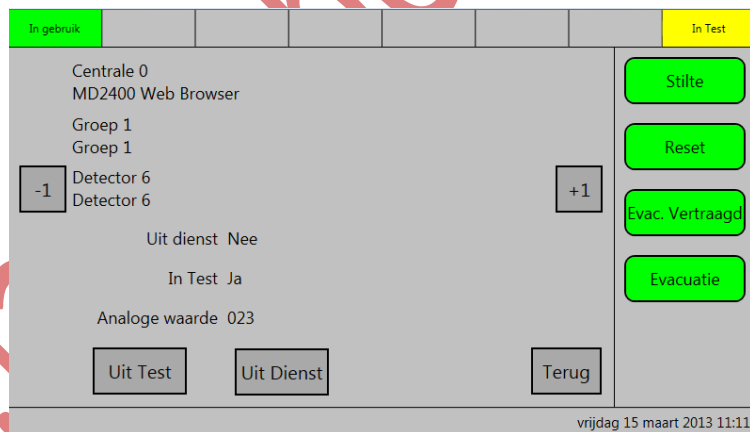 In gebruik
In Test
Centrale 0
MD2400 Web Browser
Groep 1
Groep 1
Detector 6
Detector 6
-1
+1
Uit dienst Nee
In Test Ja
Analoge waarde 023
Uit Test
Uit Dienst
Terug
Stilte
Reset
Evac. Vertraagd
Evacuatie
vrijdag 15 maart 2013 11:11